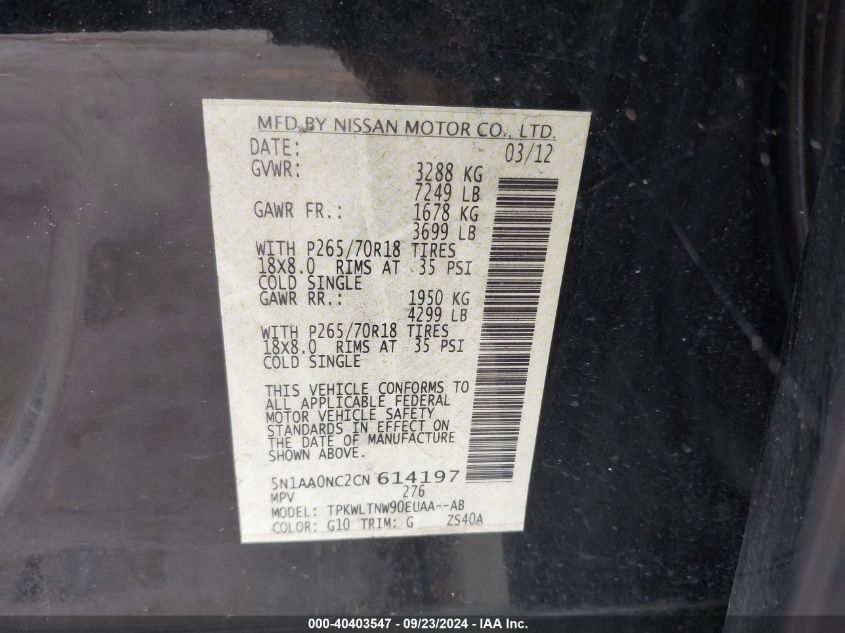 MFD.BY NISSAN MOTOR CO., LTD.
DATE: 03/12
GVWR: 3288 KG
7249 LB
GAWR FR.: 1678 KG
3699 LB
WITH P265/70R18 TIRES
18X8.0 RIMS AT 35 PSI
COLD SINGLE
GAWR RR.: 1950 KG
4299 LB
WITH P265/70R18 TIRES
18X8.0 RIMS AT 35 PSI
COLD SINGLE
THIS VEHICLE CONFORMS TO
ALL APPLICABLE FEDERAL
MOTOR VEHICLE SAFETY
STANDARDS IN EFFECT ON
THE DATE OF MANUFACTURE
SHOWN ABOVE.
5N1AA0NC2CN 614197
MPV 276
MODEL: TPKWLTNW90EUAA--AB
COLOR: G10 TRIM: G ZS40A
000-40403547 - 09/23/2024 - IAA Inc.